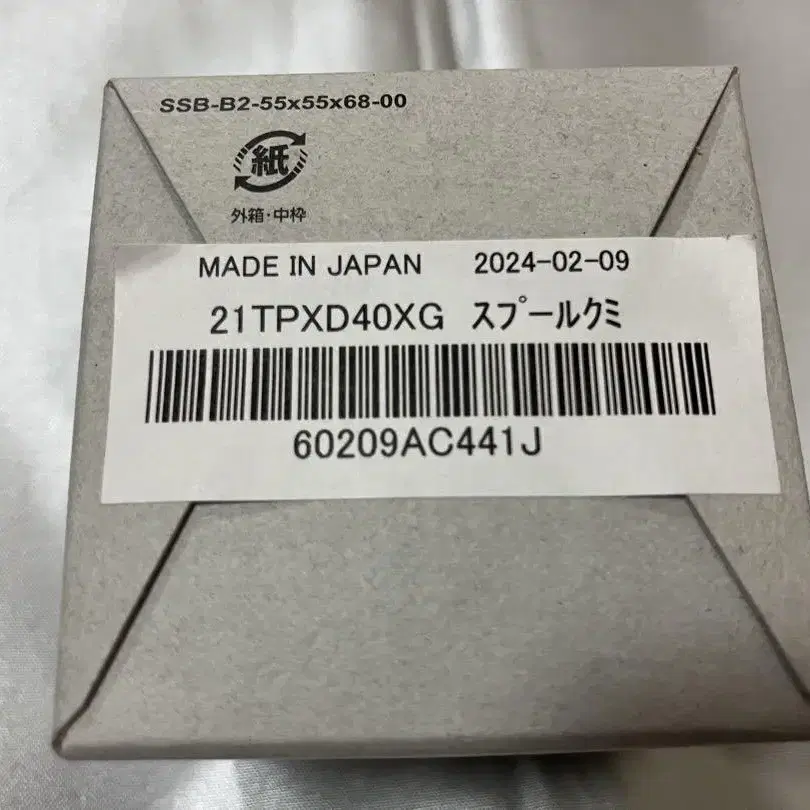 SSB-B2-55x55x68-00
紙
外箱・中枠
MADE IN JAPAN 2024-02-09
21TPXD40XG スプールクミ
60209AC441J